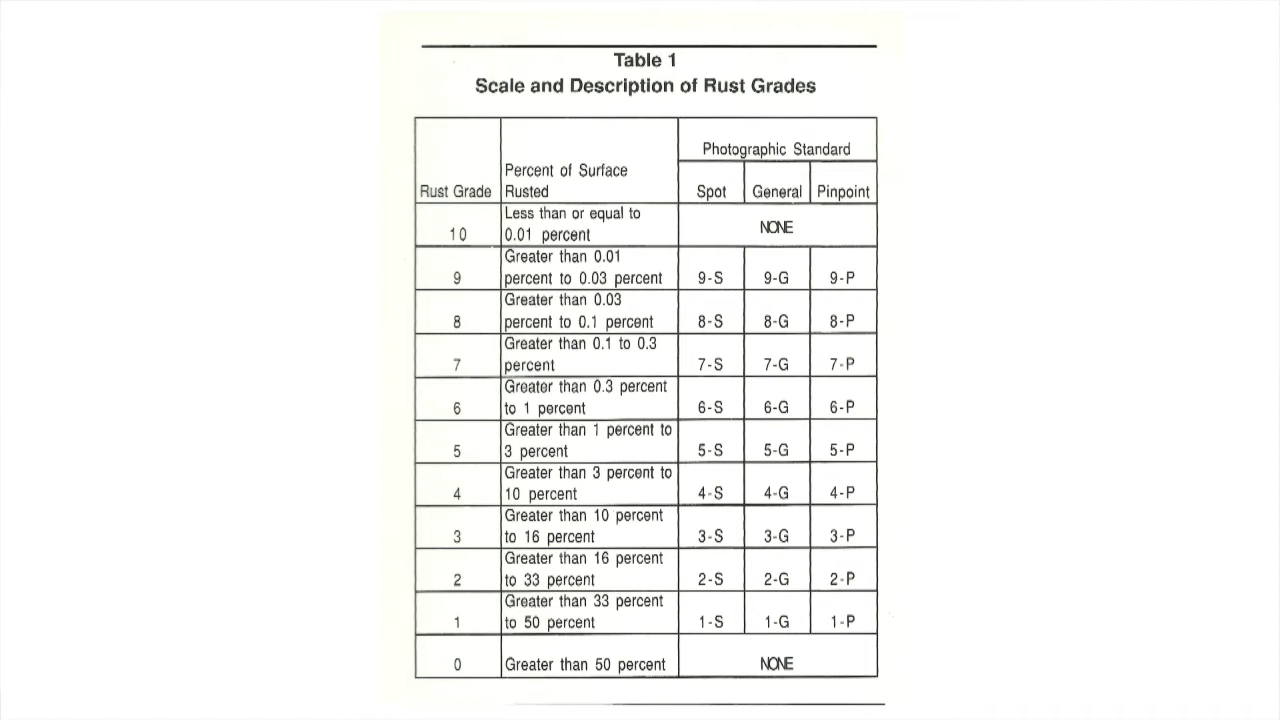 Table 1
Scale and Description of Rust Grades
Photographic Standard
Percent of Surface
Rust Grade Rusted Spot General Pinpoint
Less than or equal to
10 0.01 percent NONE
Greater than 0.01
9 percent to 0.03 percent 9-S 9-G 9-P
Greater than 0.03
8 percent to 0.1 percent 8-S 8-G 8-P
Greater than 0.1 to 0.3
7 percent 7-S 7-G 7-P
Greater than 0.3 percent
6 to 1 percent 6-S 6-G 6-P
Greater than 1 percent to
5 3 percent 5-S 5-G 5-P
Greater than 3 percent to
4 10 percent 4-S 4-G 4-P
Greater than 10 percent
3 to 16 percent 3-S 3-G 3-P
Greater than 16 percent
2 to 33 percent 2-S 2-G 2-P
Greater than 33 percent
1 to 50 percent 1-S 1-G 1-P
0 Greater than 50 percent NONE